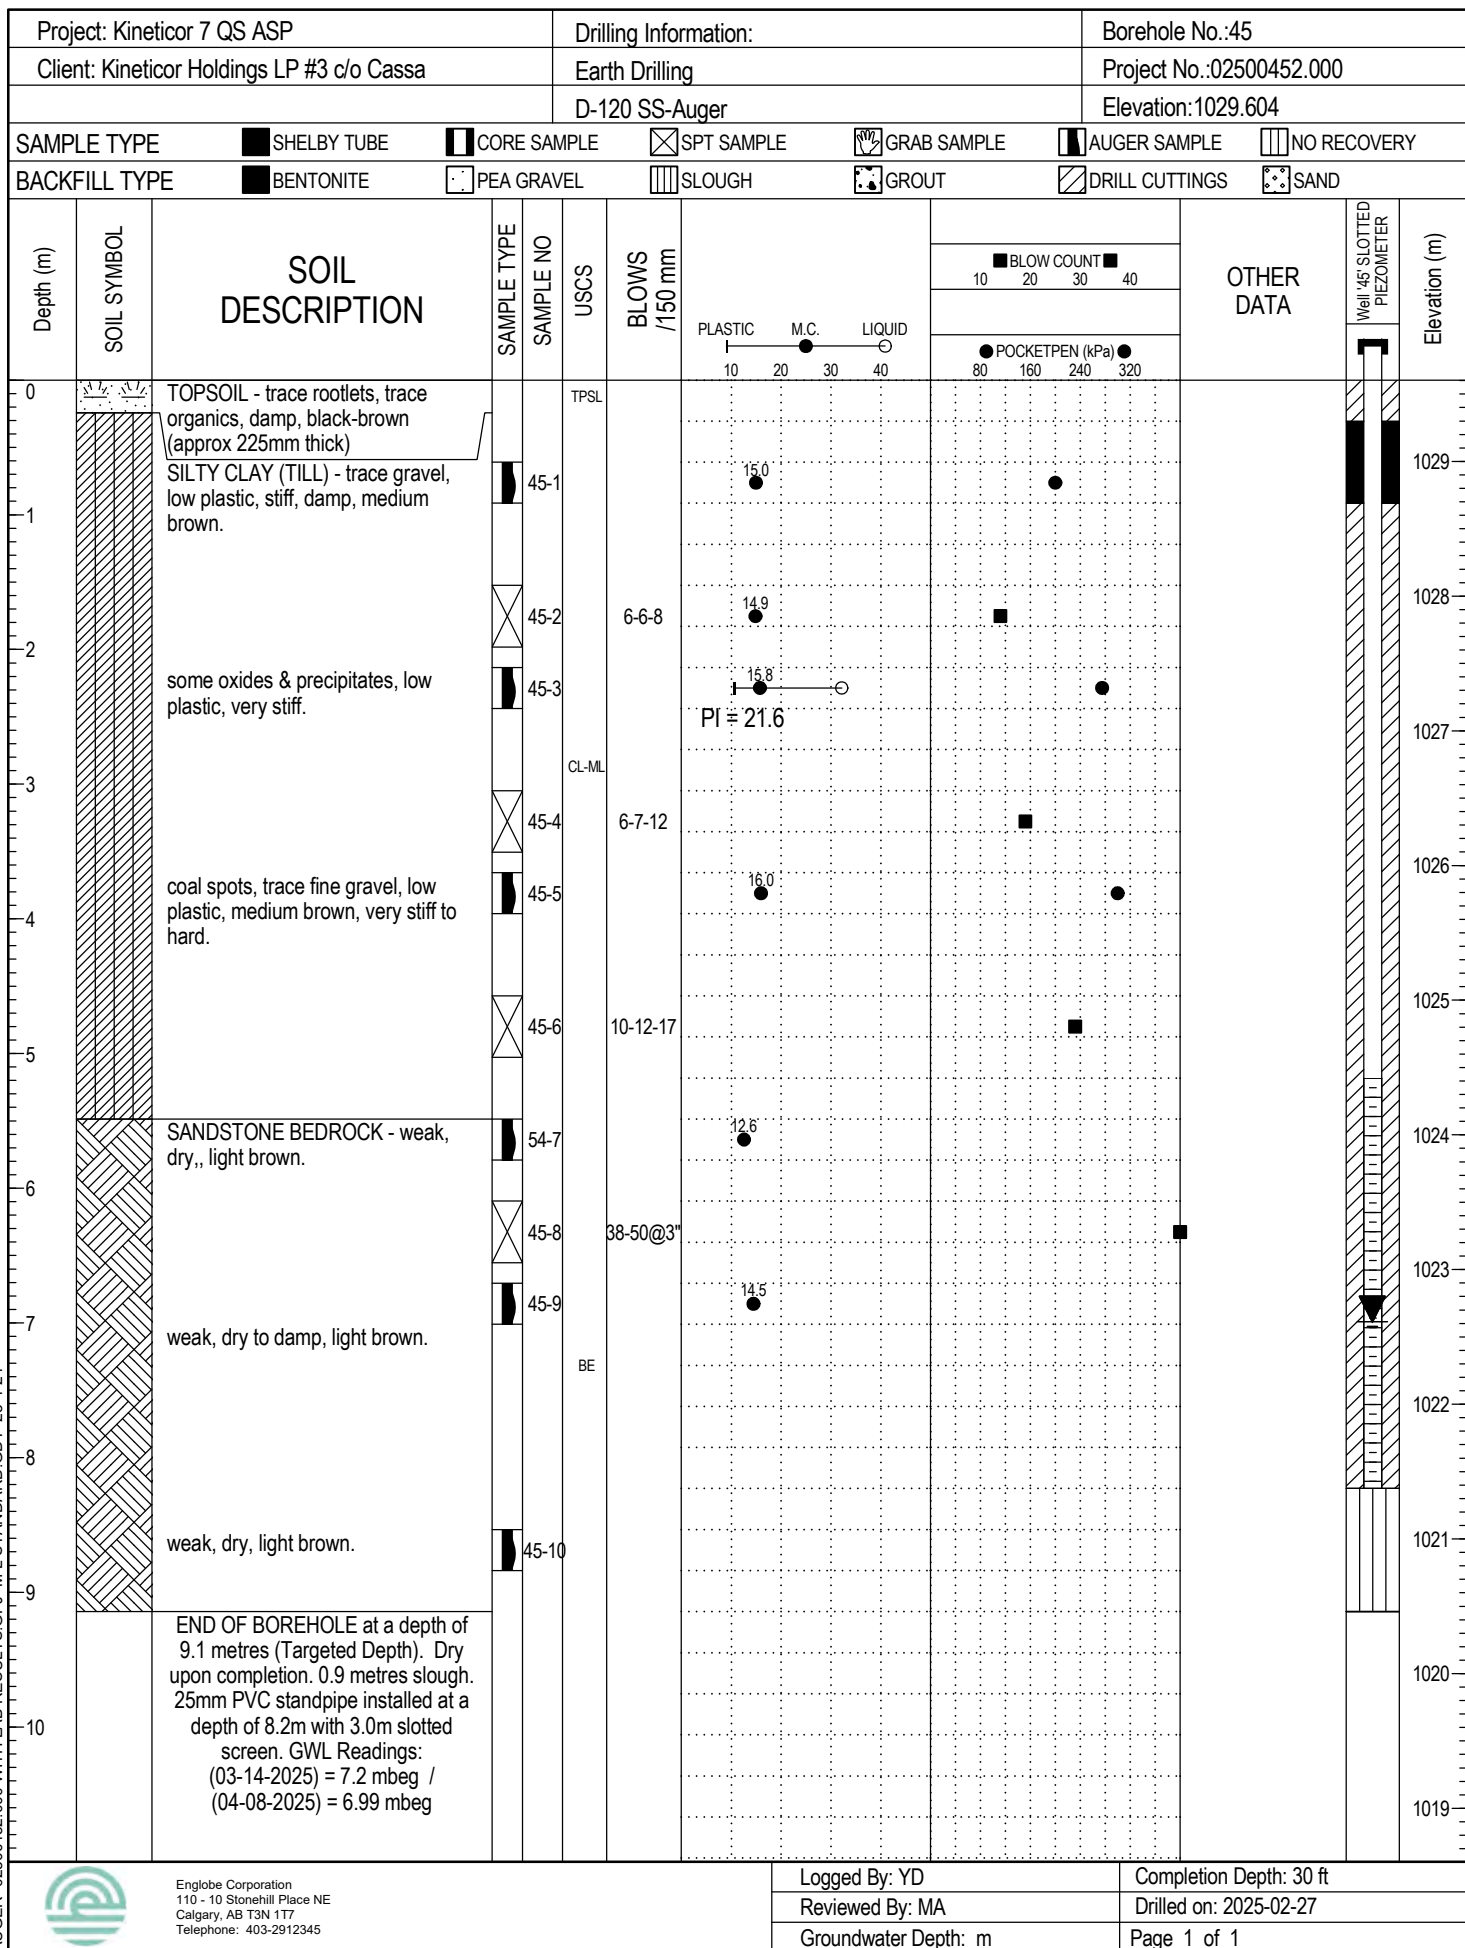 Project: Kineticor 7 QS ASP
Drilling Information:
Borehole No.:45
Client: Kineticor Holdings LP #3 c/o Cassa
Earth Drilling
Project No.:02500452.000
D-120 SS-Auger
Elevation:1029.604
SAMPLE TYPE SHELBY TUBE CORE SAMPLE SPT SAMPLE GRAB SAMPLE AUGER SAMPLE NO RECOVERY
BACKFILL TYPE BENTONITE PEA GRAVEL SLOUGH GROUT DRILL CUTTINGS SAND
Depth (m)
SOIL SYMBOL
SOIL
DESCRIPTION
SAMPLE TYPE
SAMPLE NO
USCS
BLOWS
/150 mm
PLASTIC M.C. LIQUID
10 20 30 40
BLOW COUNT
10 20 30 40
POCKETPEN (kPa)
80 160 240 320
OTHER
DATA
Well '45' SLOTTED
PIEZOMETER
Elevation (m)
0
TOPSOIL - trace rootlets, trace
organics, damp, black-brown
(approx 225mm thick)
TPSL
SILTY CLAY (TILL) - trace gravel,
low plastic, stiff, damp, medium
brown.
45-1
15.0
1029
1
45-2
6-6-8
14.9
1028
2
some oxides & precipitates, low
plastic, very stiff.
45-3
15.8
PI = 21.6
1027
CL-ML
3
45-4
6-7-12
1026
coal spots, trace fine gravel, low
plastic, medium brown, very stiff to
hard.
45-5
16.0
4
1025
45-6
10-12-17
5
SANDSTONE BEDROCK - weak,
dry,, light brown.
54-7
12.6
1024
6
45-8
38-50@3"
1023
45-9
14.5
7
weak, dry to damp, light brown.
BE
1022
8
weak, dry, light brown.
45-10
1021
9
END OF BOREHOLE at a depth of
9.1 metres (Targeted Depth). Dry
upon completion. 0.9 metres slough.
25mm PVC standpipe installed at a
depth of 8.2m with 3.0m slotted
screen. GWL Readings:
(03-14-2025) = 7.2 mbeg /
(04-08-2025) = 6.99 mbeg
1020
10
1019
Englobe Corporation
110 - 10 Stonehill Place NE
Calgary, AB T3N 1T7
Telephone: 403-2912345
Logged By: YD
Completion Depth: 30 ft
Reviewed By: MA
Drilled on: 2025-02-27
Groundwater Depth: m
Page 1 of 1